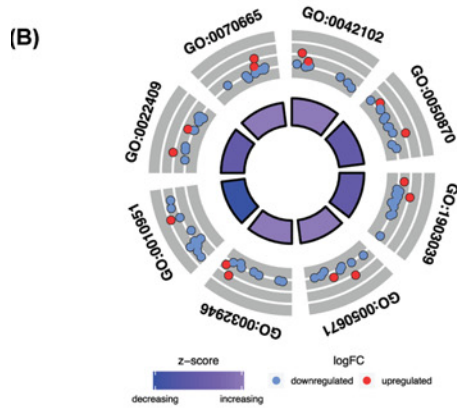 (B)
GO:0070665
GO:0042102
GO:0022409
GO:0050870
GO:0010951
GO:1903039
GO:0032946
GO:0050671
z-score
logFC
downregulated
upregulated
decreasing
increasing